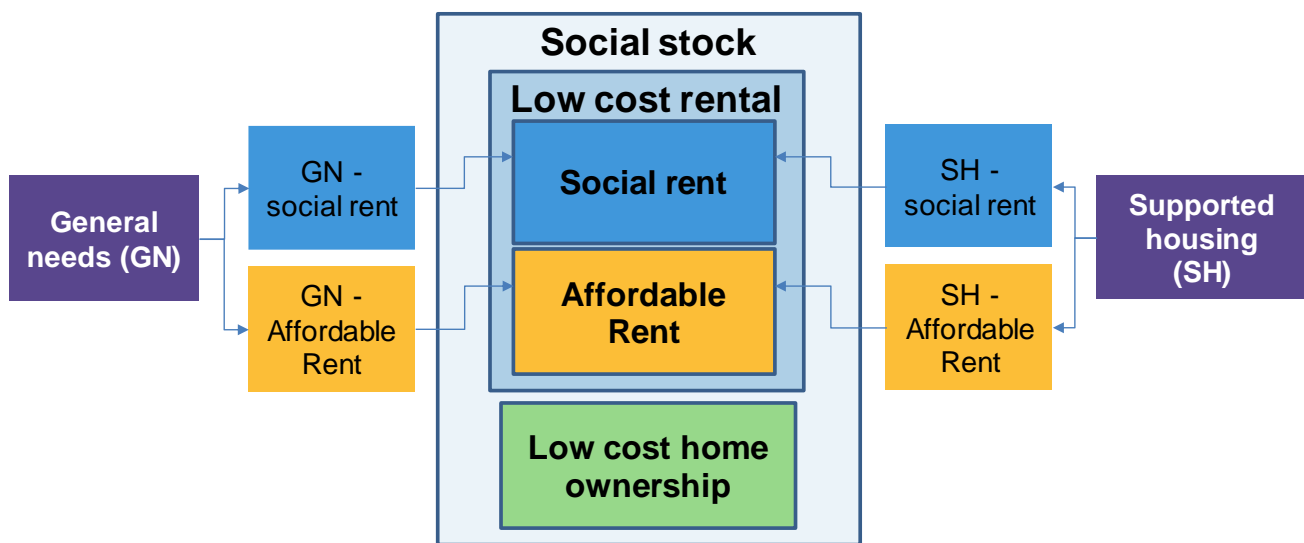 Social stock
Low cost rental
General
needs (GN)
GN -
social rent
GN -
Affordable
Rent
Social rent
Affordable
Rent
Low cost home
ownership
SH -
social rent
SH -
Affordable
Rent
Supported
housing
(SH)